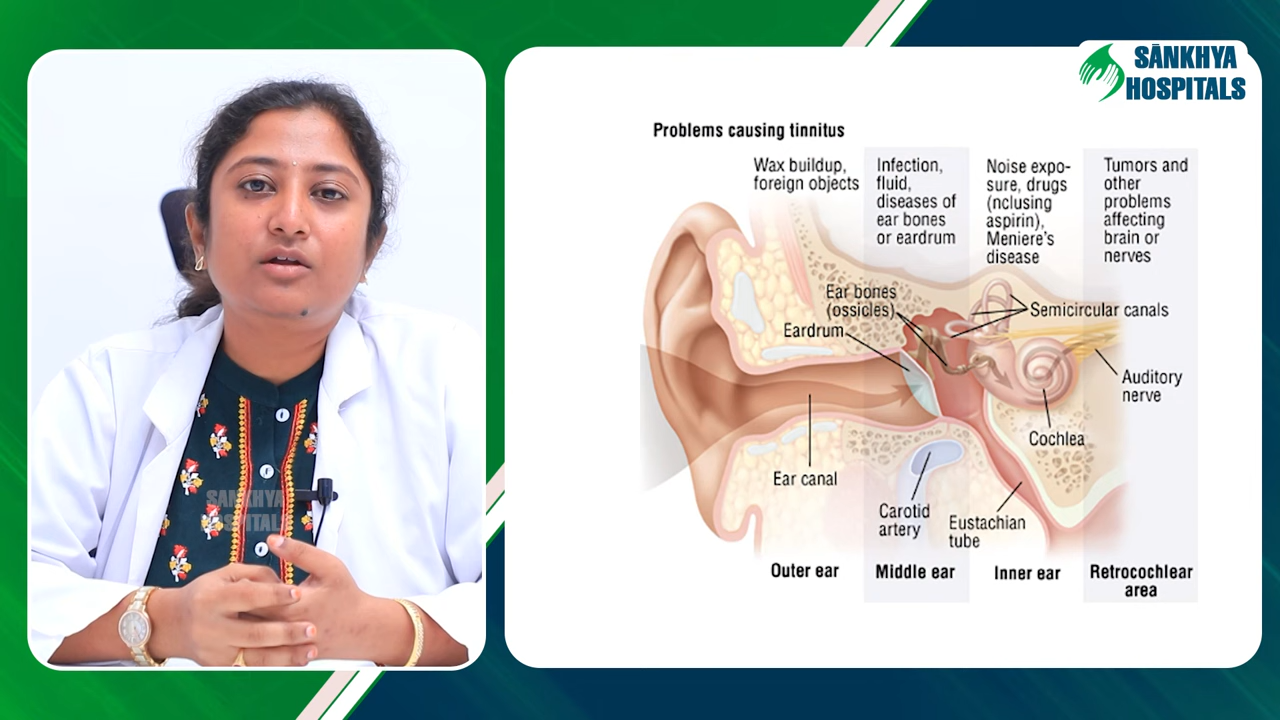 SĀNKHYA
HOSPITALS
Problems causing tinnitus
Wax buildup,
foreign objects
Infection,
fluid,
diseases of
ear bones
or eardrum
Noise expo-
sure, drugs
(nclusing
aspirin),
Meniere's
disease
Tumors and
other
problems
affecting
brain or
nerves
Ear bones
(ossicles)
Eardrum
Semicircular canals
Auditory
nerve
Cochlea
Ear canal
Carotid
artery
Eustachian
tube
Outer ear
Middle ear
Inner ear
Retrocochlear
area
SANKHYA
HOSPITALS